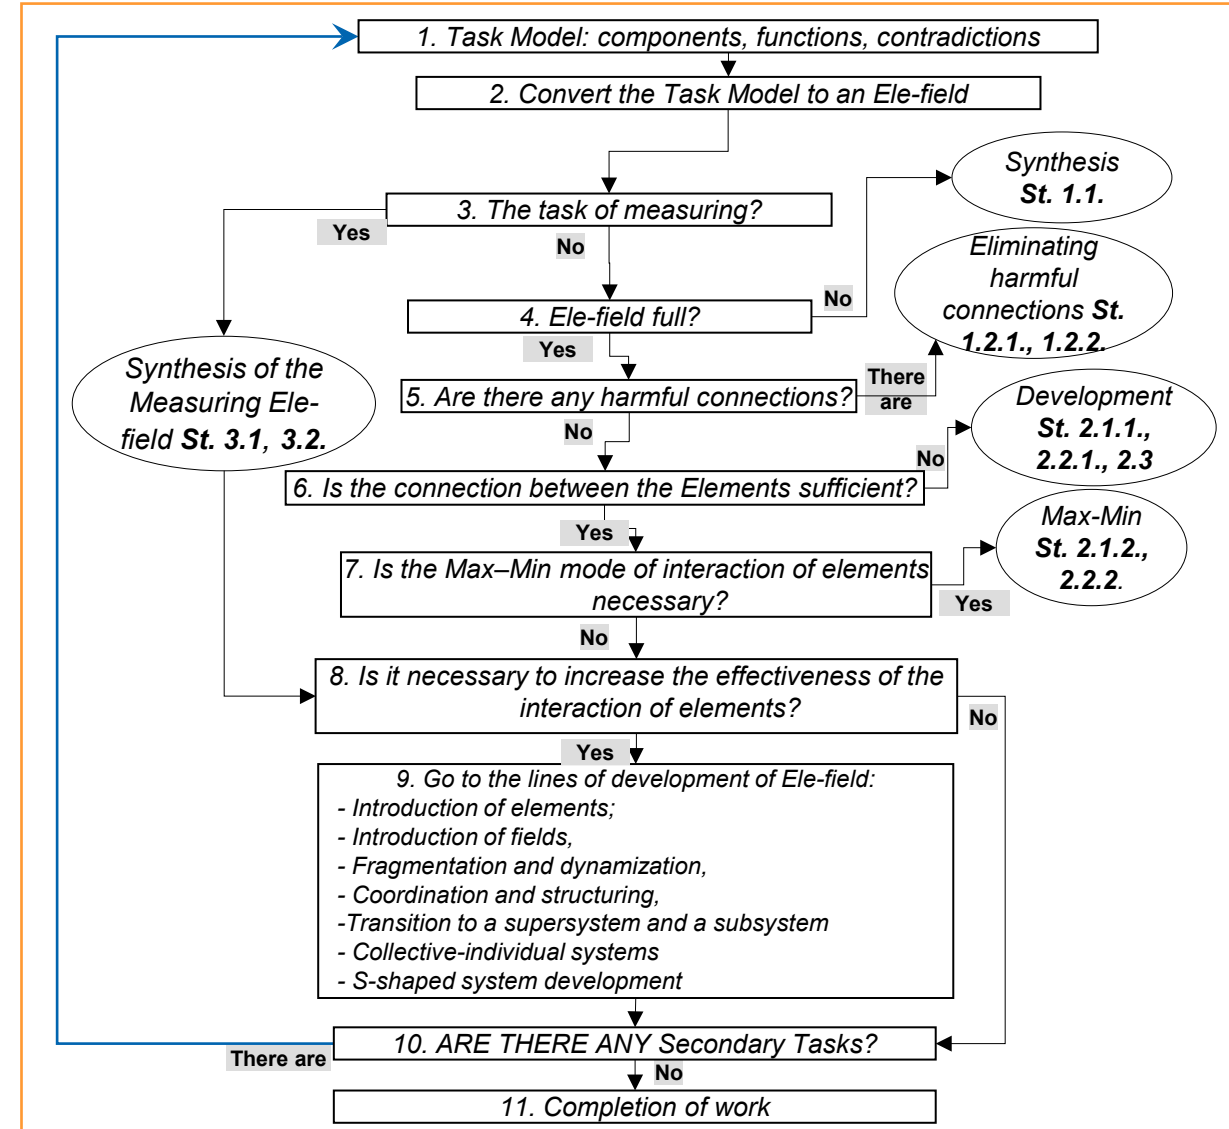 1. Task Model: components, functions, contradictions
2. Convert the Task Model to an Ele-field
Synthesis
St. 1.1.
3. The task of measuring?
Yes
No
Eliminating
harmful
connections St.
1.2.1., 1.2.2.
No
4. Ele-field full?
Yes
Synthesis of the
Measuring Ele-
field St. 3.1, 3.2.
There
are
5. Are there any harmful connections?
Development
St. 2.1.1.,
2.2.1., 2.3
No
No
6. Is the connection between the Elements sufficient?
Yes
Max-Min
St. 2.1.2.,
2.2.2.
7. Is the Max–Min mode of interaction of elements
necessary?
Yes
No
8. Is it necessary to increase the effectiveness of the
interaction of elements?
No
Yes
9. Go to the lines of development of Ele-field:
- Introduction of elements;
- Introduction of fields,
- Fragmentation and dynamization,
- Coordination and structuring,
-Transition to a supersystem and a subsystem
- Collective-individual systems
- S-shaped system development
10. ARE THERE ANY Secondary Tasks?
There are
No
11. Completion of work